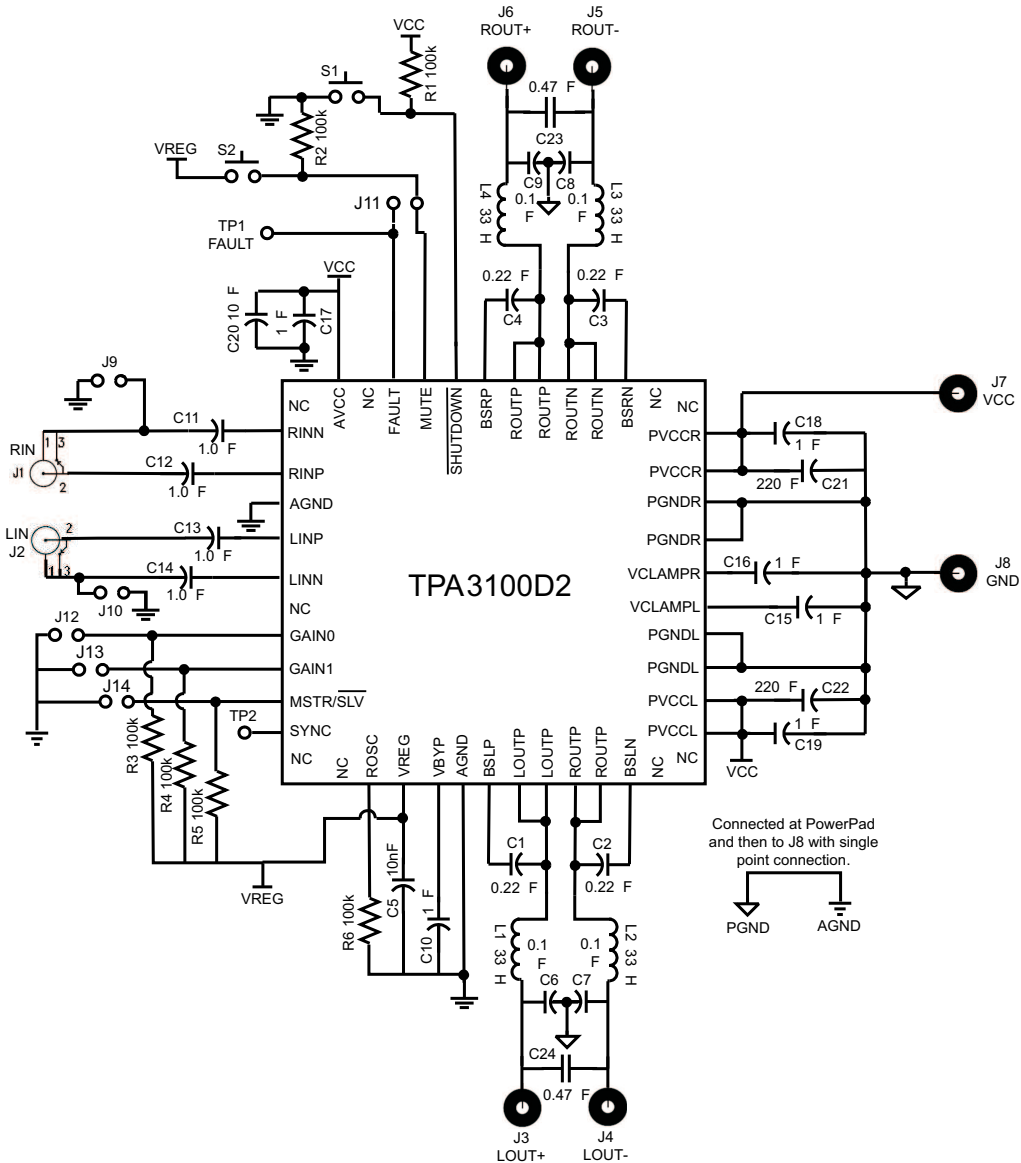 J6
ROUT+
J5
ROUT-
VCC
R1 100k
S1
R2 100k
VREG
S2
J11
TP1
FAULT
0.47 F
C23
C9
C8
0.1
F
0.1
F
L4 33 H
L3 33 H
0.22 F
C4
0.22 F
C3
VCC
C20 10 F
1 F
C17
J9
RIN
1 3
2
J1
C11
1.0 F
C12
1.0 F
LIN
J2
2
1 3
C13
1.0 F
C14
1.0 F
J10
J12
J13
J14
TP2
R3 100k
R4 100k
R5 100k
VREG
NC
AVCC
NC
FAULT
MUTE
SHUTDOWN
BSRP
ROUTP
ROUTP
ROUTN
ROUTN
BSRN
NC
NC
RINN
RINP
AGND
LINP
LINN
NC
GAIN0
GAIN1
MSTR/SLV
SYNC
NC
TPA3100D2
PVCCR
PVCCR
PGNDR
PGNDR
VCLAMPR
VCLAMPL
PGNDL
PGNDL
PVCCL
PVCCL
NC
NC
ROSC
VREG
VBYP
AGND
BSLP
LOUTP
LOUTP
ROUTP
ROUTP
BSLN
NC
J7
VCC
C18
1 F
220 F
C21
C16
1 F
C15
1 F
J8
GND
220 F
C22
1 F
C19
VCC
R6 100k
C5
10nF
C10
1 F
C1
0.22 F
C2
0.22 F
L1 33 H
0.1
F
0.1
F
L2 33 H
C6
C7
C24
0.47 F
J3
LOUT+
J4
LOUT-
Connected at PowerPad
and then to J8 with single
point connection.
PGND
AGND